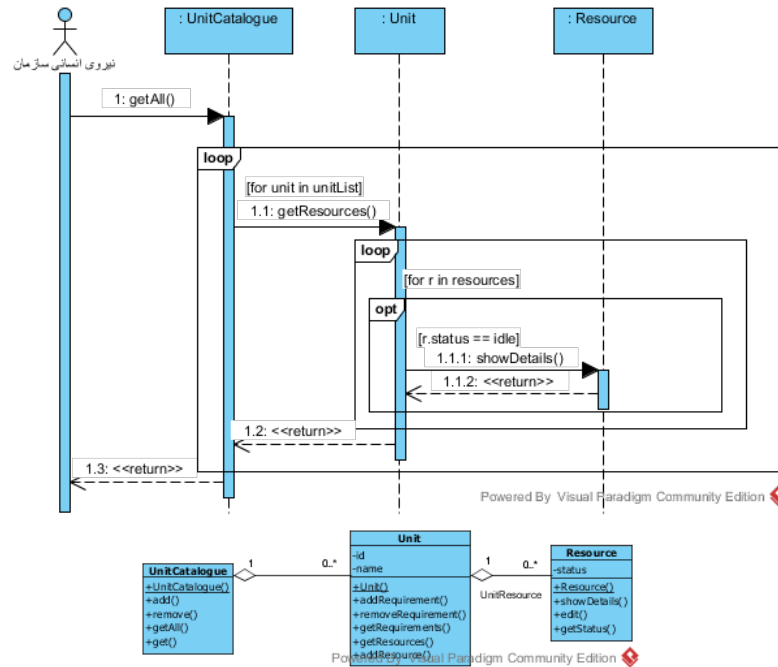 : UnitCatalogue
: Unit
: Resource
نیروی انسانی سازمان
1: getAll()
loop
[for unit in unitList]
1.1: getResources()
loop
[for r in resources]
opt
[r.status == idle]
1.1.1: showDetails()
1.1.2: <<return>>
1.2: <<return>>
1.3: <<return>>
Powered By Visual Paradigm Community Edition
UnitCatalogue
+UnitCatalogue()
+add()
+remove()
+getAll()
+get()
1
0..*
Unit
-id
-name
+Unit()
+addRequirement()
+removeRequirement()
+getRequirements()
+getResources()
+addResource()
1
0..*
UnitResource
Resource
-status
+Resource()
+showDetails()
+edit()
+getStatus()
Powered By Visual Paradigm Community Edition